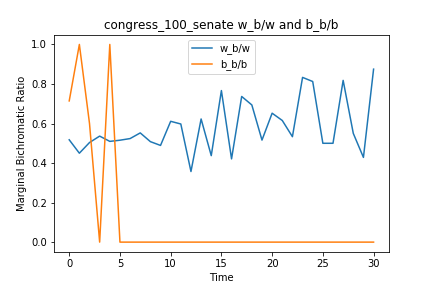 congress_100_senate w_b/w and b_b/b
w_b/w
b_b/b
1.0
0.8
0.6
0.4
0.2
0.0
Marginal Bichromatic Ratio
0 5 10 15 20 25 30
Time